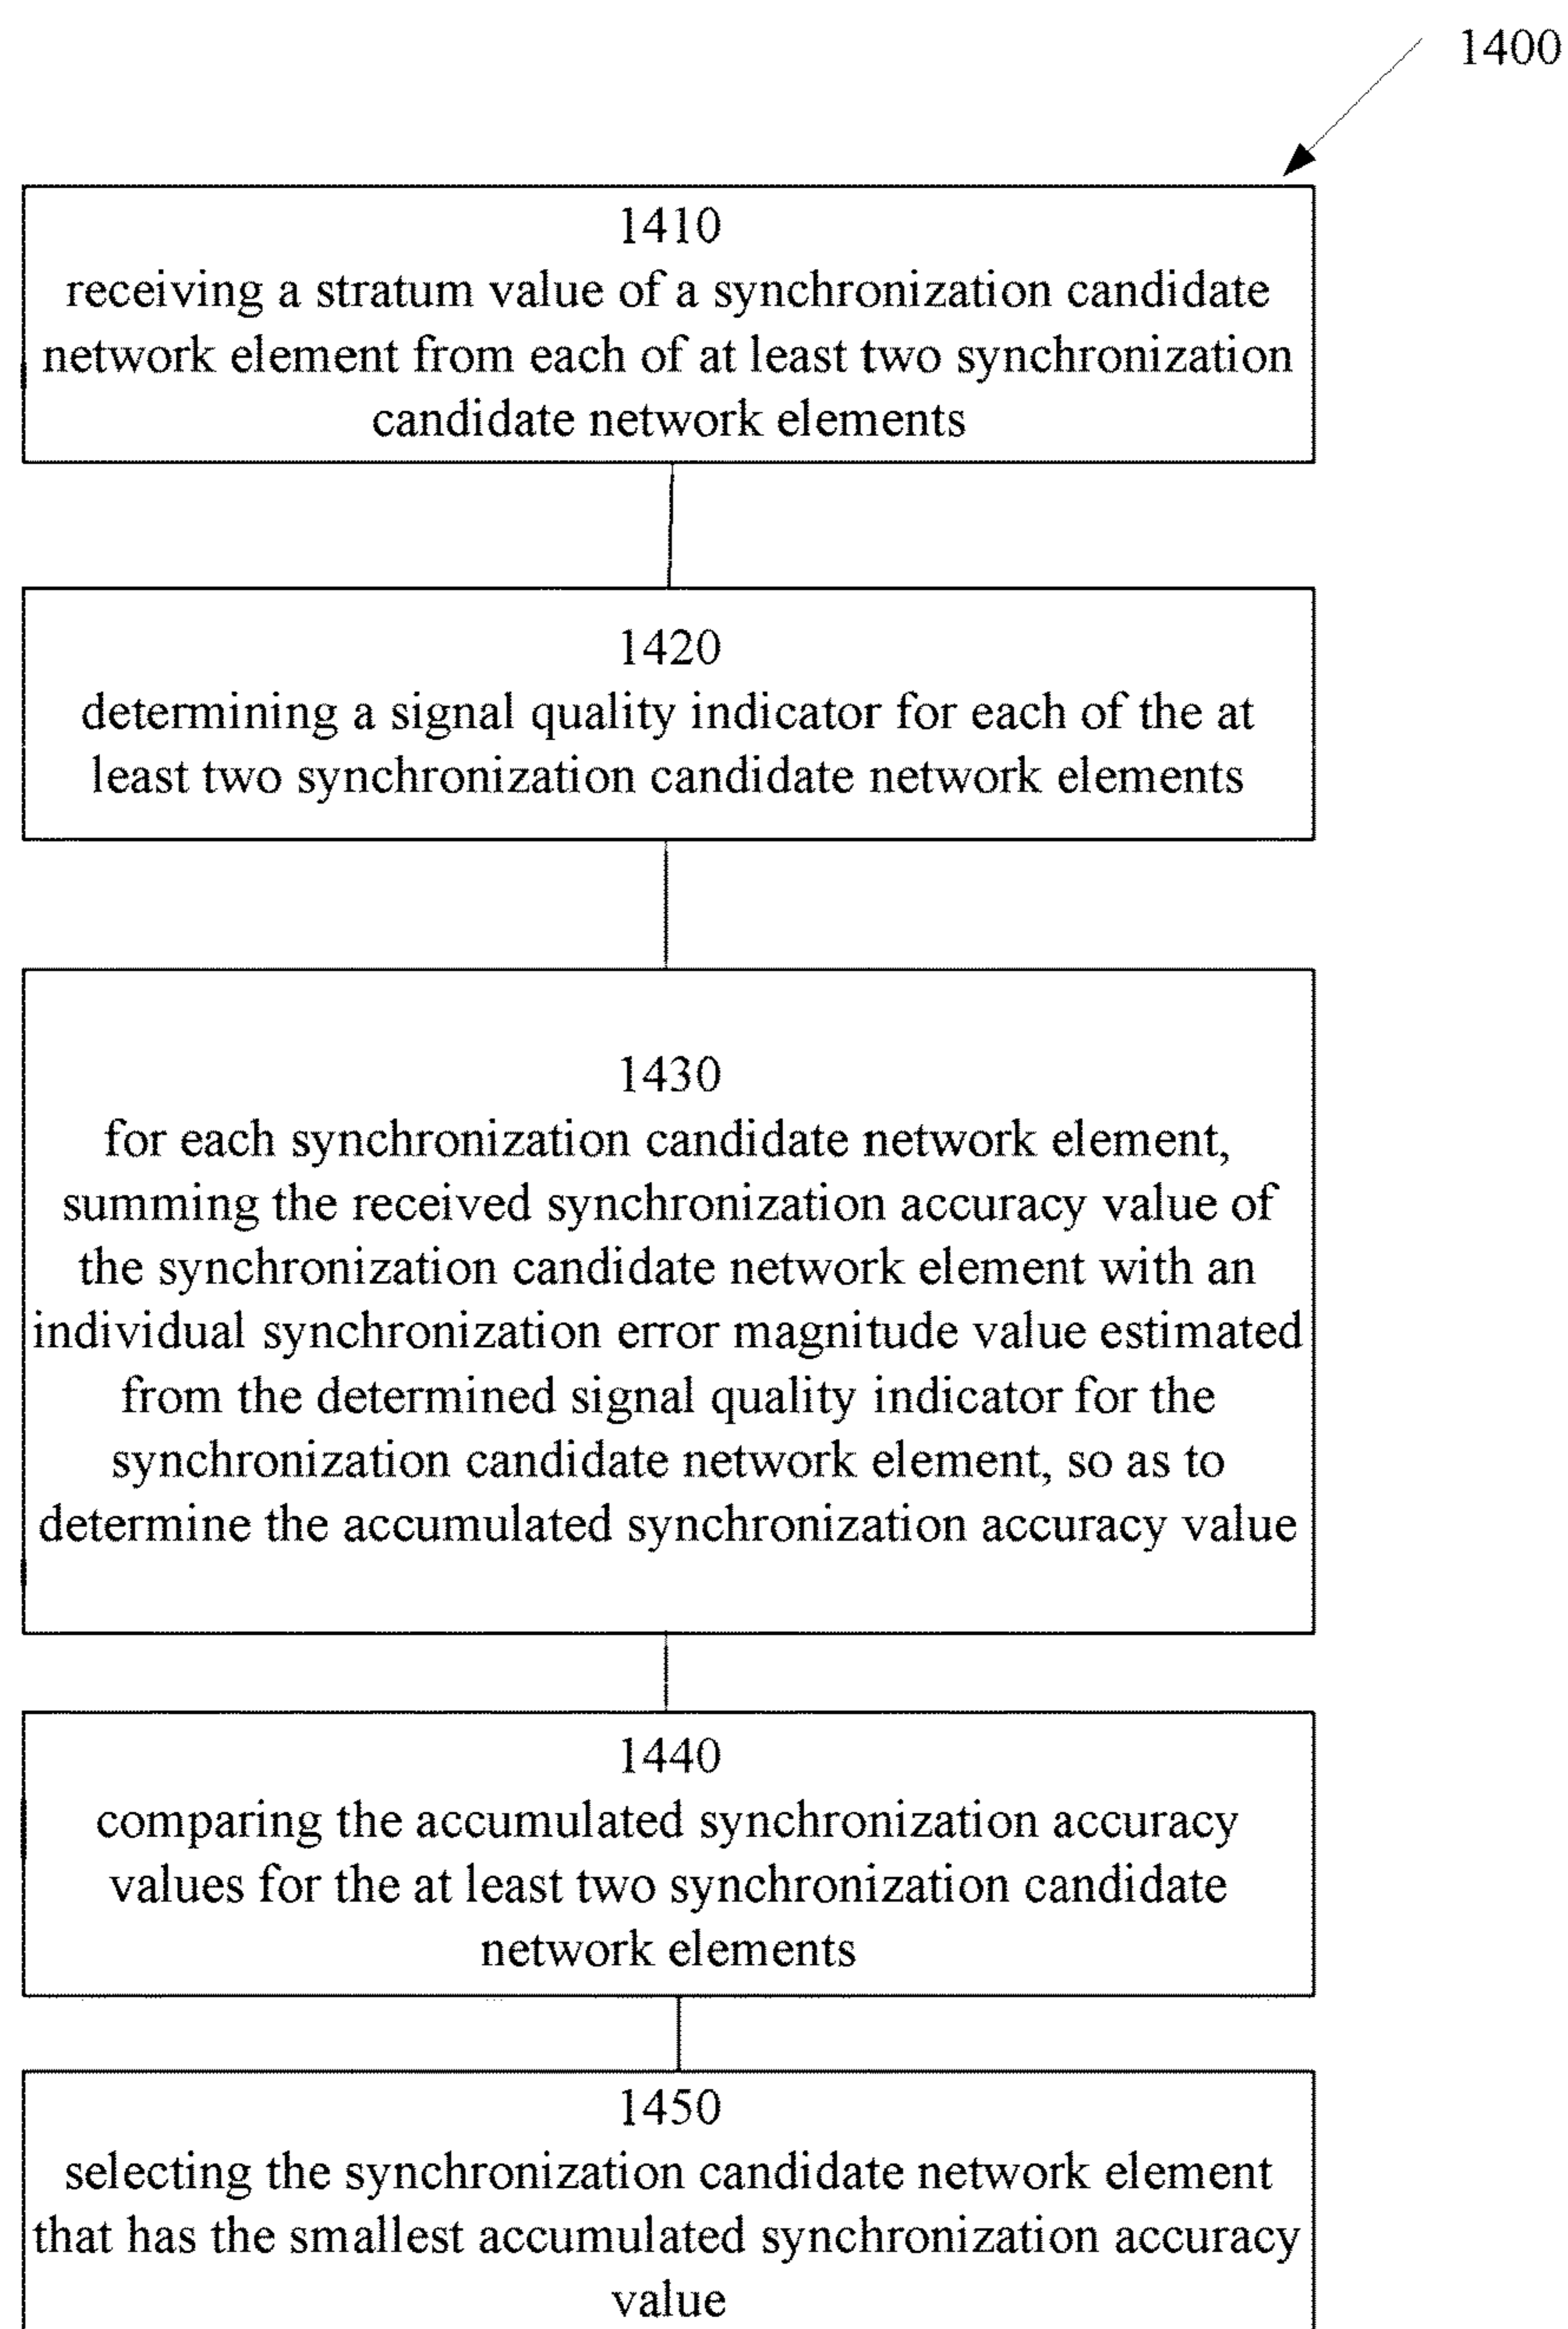 1400
1410
receiving a stratum value of a synchronization candidate
network element from each of at least two synchronization
candidate network elements
1420
determining a signal quality indicator for each of the at
least two synchronization candidate network elements
1430
for each synchronization candidate network element,
summing the received synchronization accuracy value of
the synchronization candidate network element with an
individual synchronization error magnitude value estimated
from the determined signal quality indicator for the
synchronization candidate network element, so as to
determine the accumulated synchronization accuracy value
1440
comparing the accumulated synchronization accuracy
values for the at least two synchronization candidate
network elements
1450
selecting the synchronization candidate network element
that has the smallest accumulated synchronization accuracy
value